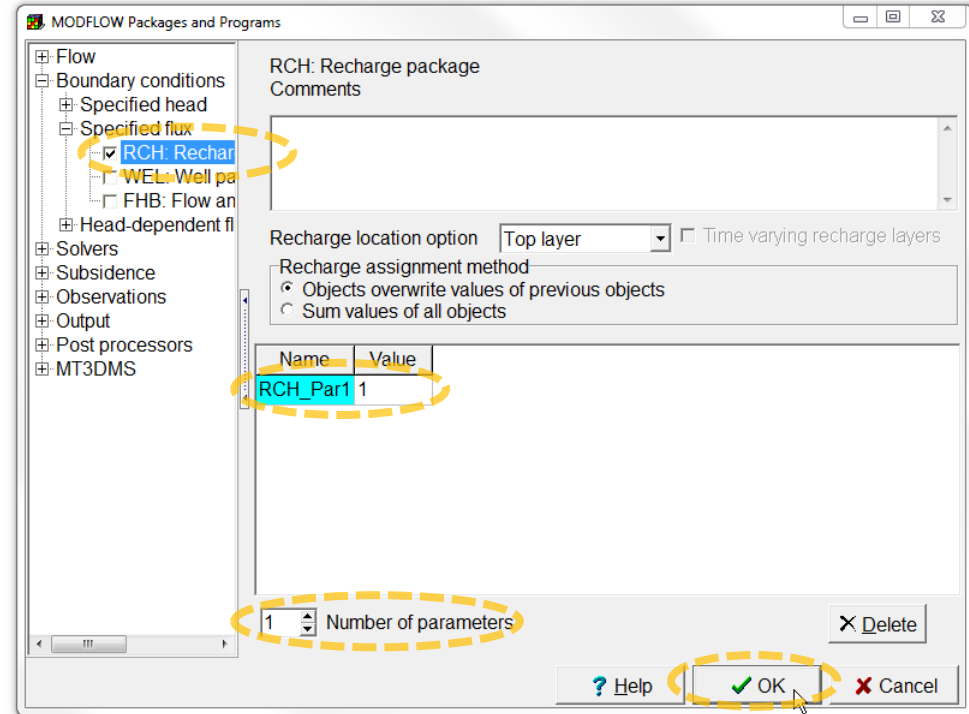 MODFLOW Packages and Programs
Flow
Boundary conditions
Specified head
Specified flux
RCH: Rechar
WEL: Well pa
FHB: Flow an
Head-dependent fl
Solvers
Subsidence
Observations
Output
Post processors
MT3DMS
RCH: Recharge package
Comments
Recharge location option Top layer Time varying recharge layers
Recharge assignment method
Objects overwrite values of previous objects
Sum values of all objects
Name Value
RCH_Par1 1
1 Number of parameters
Delete
? Help OK Cancel